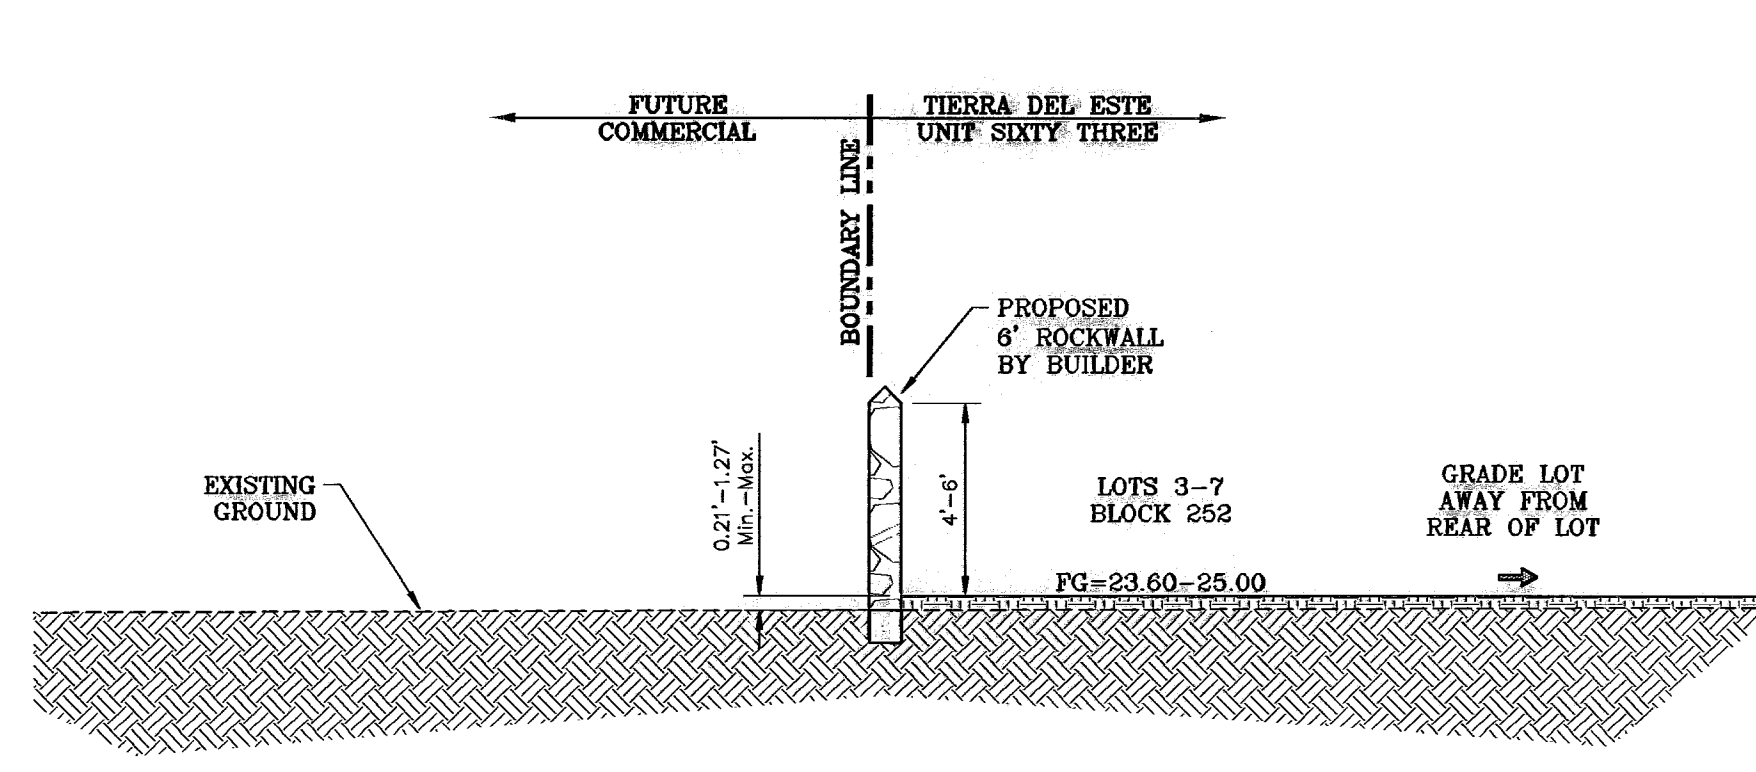 FUTURE
COMMERCIAL
TIERRA DEL ESTE
UNIT SIXTY THREE
BOUNDARY LINE
PROPOSED
6' ROCKWALL
BY BUILDER
EXISTING
GROUND
0.21'-1.27'
Min.-Max.
4'-6'
LOTS 3-7
BLOCK 252
GRADE LOT
AWAY FROM
REAR OF LOT
FG=23.60-25.00